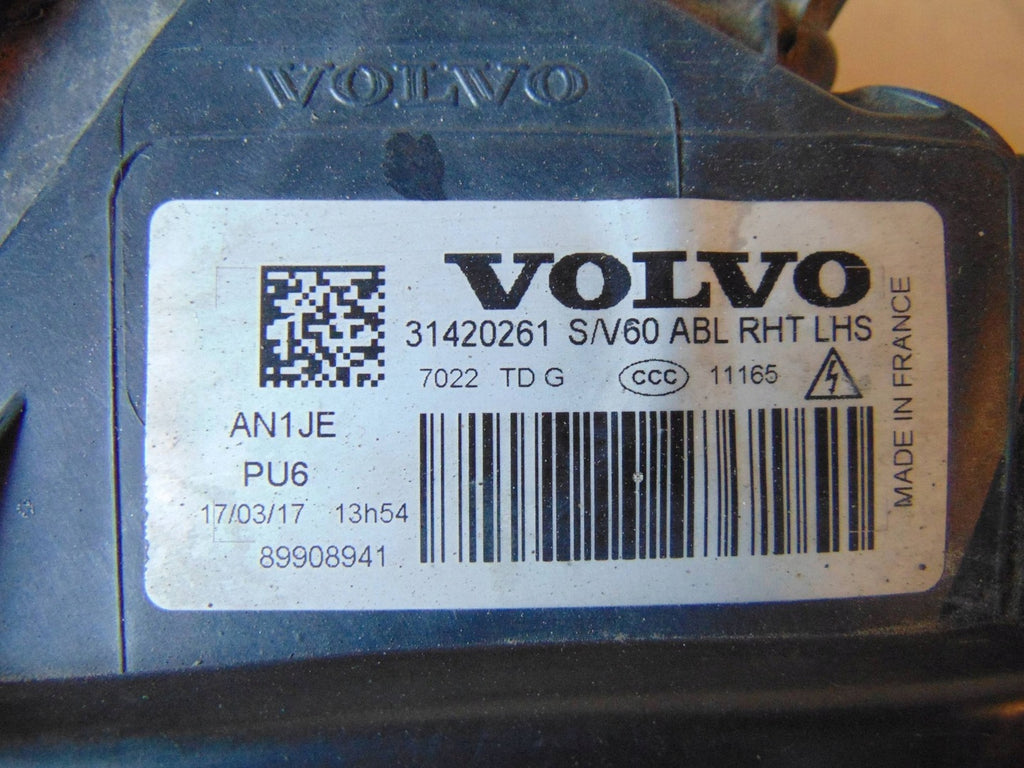 VOLVO
VOLVO
31420261 S/V60 ABL RHT LHS
7022 TD G CCC 11165
MADE IN FRANCE
AN1JE
PU6
17/03/17 13h54
89908941